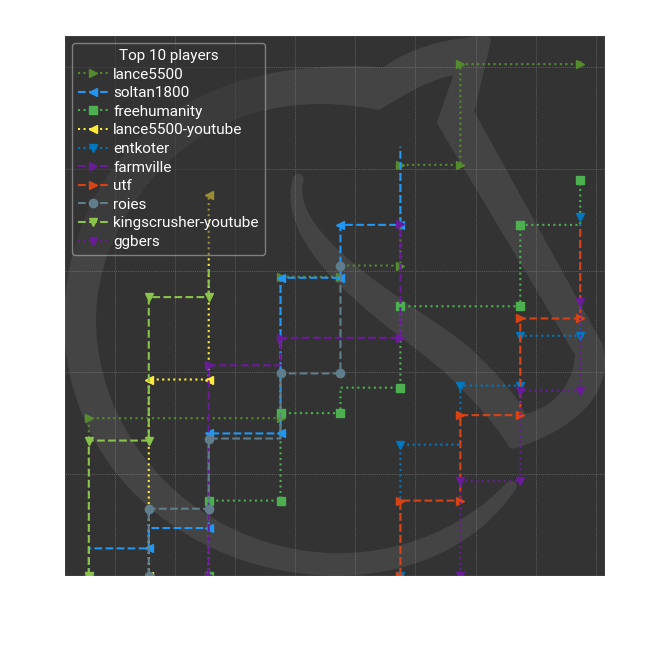 Top 10 players
lance5500
soltan1800
freehumanity
lance5500-youtube
entkoter
farmville
utf
roies
kingscrusher-youtube
ggbers